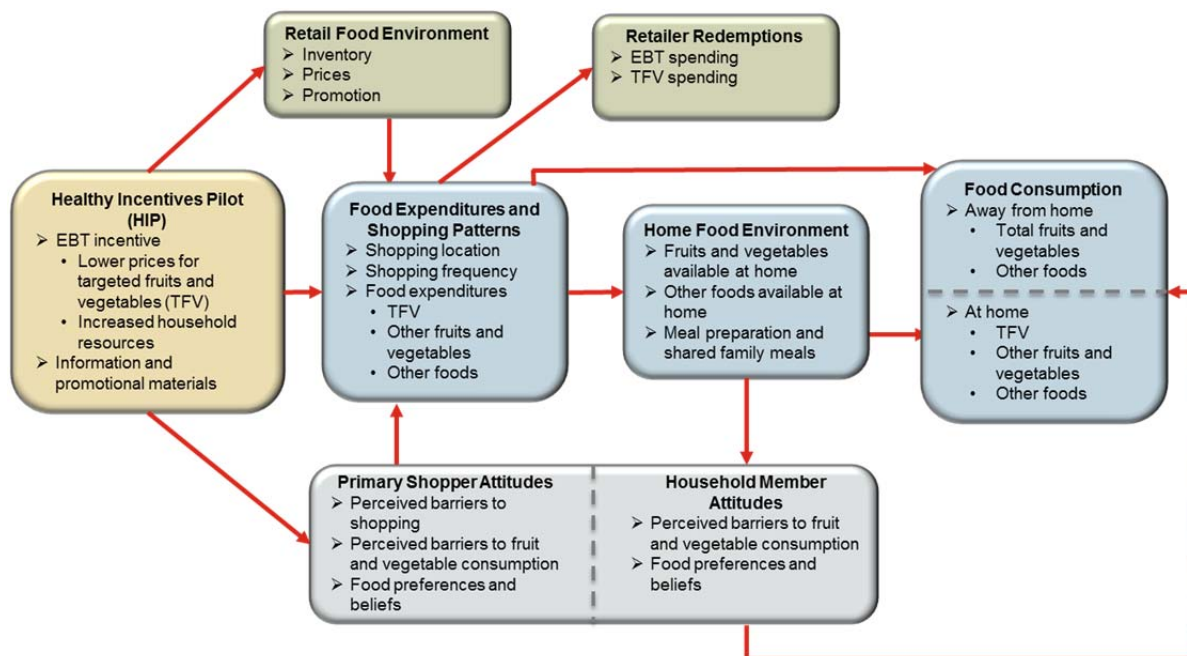 Retail Food Environment
➢ Inventory
➢ Prices
➢ Promotion
Retailer Redemptions
➢ EBT spending
➢ TFV spending
Healthy Incentives Pilot
(HIP)
➢ EBT incentive
• Lower prices for
targeted fruits and
vegetables (TFV)
• Increased household
resources
➢ Information and
promotional materials
Food Expenditures and
Shopping Patterns
➢ Shopping location
➢ Shopping frequency
➢ Food expenditures
• TFV
• Other fruits and
vegetables
• Other foods
Home Food Environment
➢ Fruits and vegetables
available at home
➢ Other foods available at
home
➢ Meal preparation and
shared family meals
Food Consumption
➢ Away from home
• Total fruits and
vegetables
• Other foods
➢ At home
• TFV
• Other fruits and
vegetables
• Other foods
Primary Shopper Attitudes
➢ Perceived barriers to
shopping
➢ Perceived barriers to fruit
and vegetable consumption
➢ Food preferences and
beliefs
Household Member
Attitudes
➢ Perceived barriers to fruit
and vegetable consumption
➢ Food preferences and
beliefs